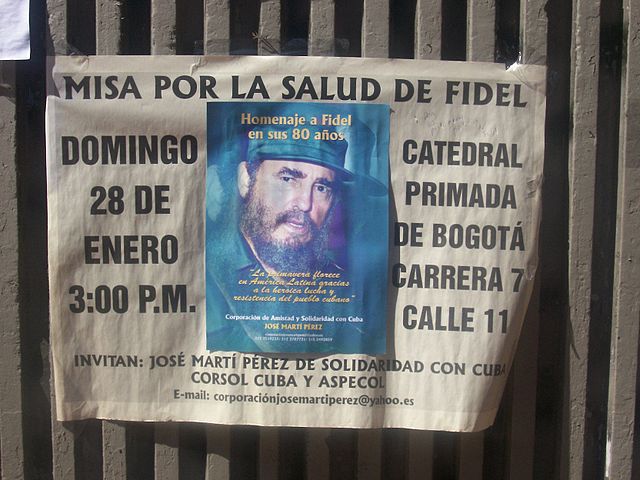 MISA POR LA SALUD DE FIDEL
DOMINGO
28 DE
ENERO
3:00 P.M.
Homenaje a Fidel
en sus 80 años
"La primavera florece
en América Latina gracias
a la heroica lucha y
resistencia del pueblo cubano"
Corporación de Amistad y Solidaridad con Cuba
JOSÉ MARTÍ PÉREZ
CATEDRAL
PRIMADA
DE BOGOTÁ
CARRERA 7
CALLE 11
INVITAN: JOSÉ MARTÍ PÉREZ DE SOLIDARIDAD CON CUBA
CORSOL CUBA Y ASPECOL
E-mail: corporaciónjosemartiperez@yahoo.es